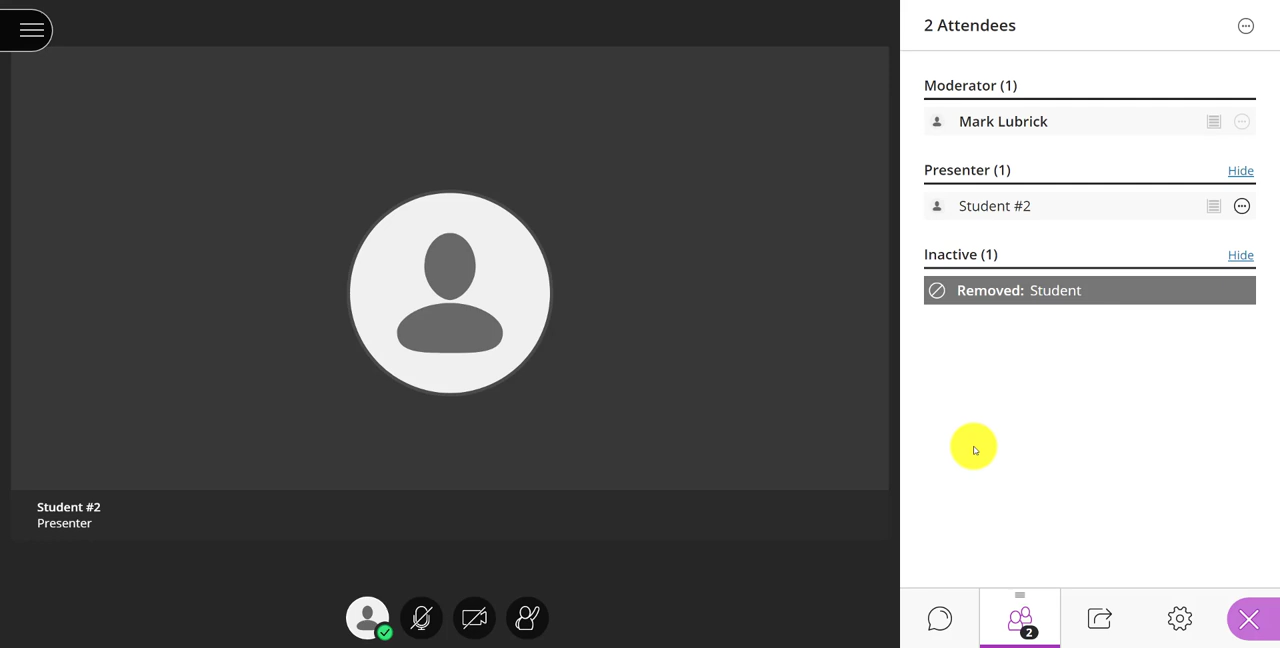 2 Attendees
Moderator (1)
Mark Lubrick
Presenter (1) Hide
Student #2
Inactive (1) Hide
Removed: Student
Student #2
Presenter
2